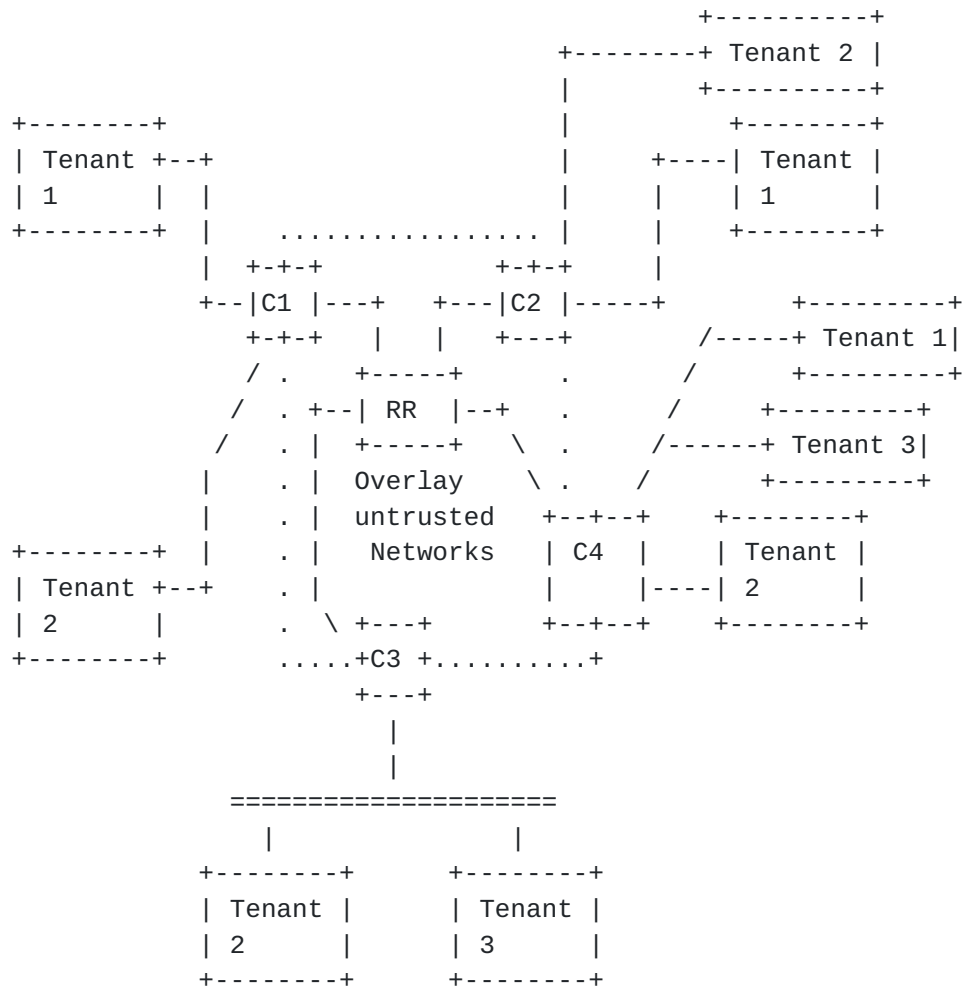 +----------+
                                   +--------+ Tenant 2 |
                                   |        +----------+
+--------+                         |          +--------+
| Tenant +--+                      |     +----| Tenant |
| 1      |  |                      |     |    | 1      |
+--------+  |    ................. |     |    +--------+
            |  +-+-+           +-+-+     |
            +--|C1 |---+   +---|C2 |-----+        +---------+
               +-+-+   |   |   +---+        /-----+ Tenant 1|
               / .    +-----+      .       /      +---------+
              /  . +--| RR  |--+   .      /     +---------+
             /   . |  +-----+   \  .     /------+ Tenant 3|
            |    . |  Overlay    \ .    /       +---------+
            |    . |  untrusted   +--+--+    +--------+
+--------+  |    . |   Networks   | C4  |    | Tenant |
| Tenant +--+    . |              |     |----| 2      |
| 2      |       .  \ +---+       +--+--+    +--------+
+--------+       .....+C3 +..........+
                      +---+
                        |
                        |
              =====================
                |               |
            +--------+      +--------+
            | Tenant |      | Tenant |
            | 2      |      | 3      |
            +--------+      +--------+